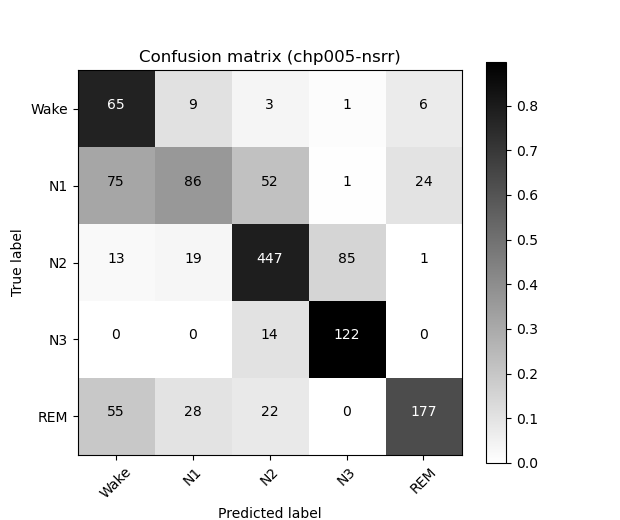 Confusion matrix (chp005-nsrr)
Wake 65 9 3 1 6
N1 75 86 52 1 24
N2 13 19 447 85 1
N3 0 0 14 122 0
REM 55 28 22 0 177
Wake N1 N2 N3 REM
Predicted label
True label
0.8
0.7
0.6
0.5
0.4
0.3
0.2
0.1
0.0